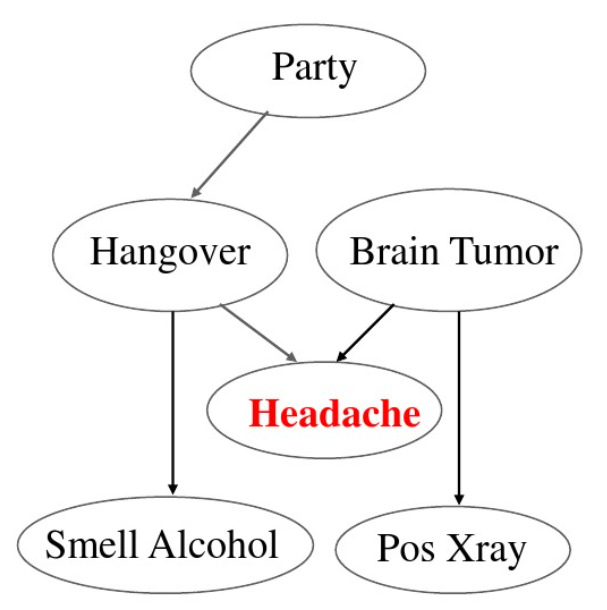 Party
Hangover
Brain Tumor
Headache
Smell Alcohol
Pos Xray